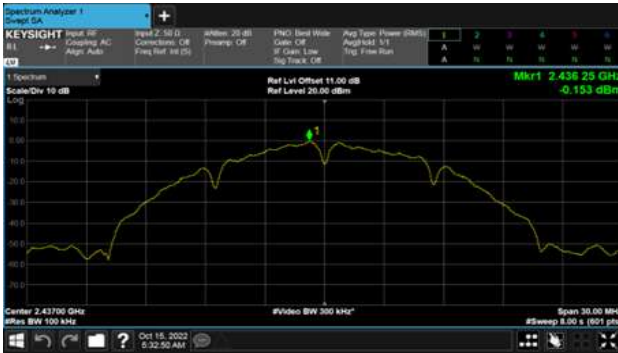 Spectrum Analyzer 1
Swept SA
+
KEYSIGHT
Input: RF
Input Z: 50 Ω
#Atten: 20 dB
PNO: Best Wide
Avg Type: Power (RMS)
1 2 3 4 5 6
RL
Coupling: AC
Corrections: Off
Preamp: Off
Gate: Off
Avg|Hold: 1/1
A W W W W W
Align: Auto
Freq Ref: Int (S)
IF Gain: Low
Trig: Free Run
Sig Track: Off
A N N N N N
1 Spectrum
Ref Lvl Offset 11.00 dB
Mkr1 2.436 25 GHz
Scale/Div 10 dB
Ref Level 20.00 dBm
-0.153 dBm
Log
10.0
0.00
-10.0
-20.0
-30.0
-40.0
-50.0
-60.0
-70.0
1
Center 2.43700 GHz
#Video BW 300 kHz*
Span 30.00 MHz
#Res BW 100 kHz
#Sweep 8.00 s (601 pts)
?
Oct 15, 2022
5:32:50 AM